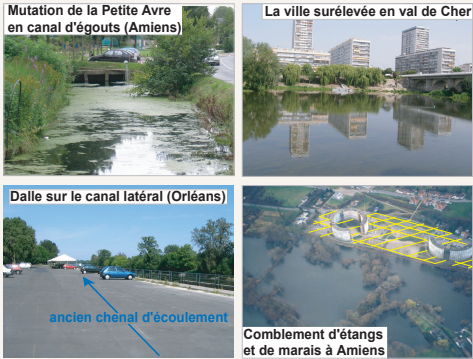 Mutation de la Petite Avre
en canal d'égouts (Amiens)
La ville surélevée en val de Cher
Dalle sur le canal latéral (Orléans)
ancien chenal d'écoulement
Comblement d'étangs
et de marais à Amiens